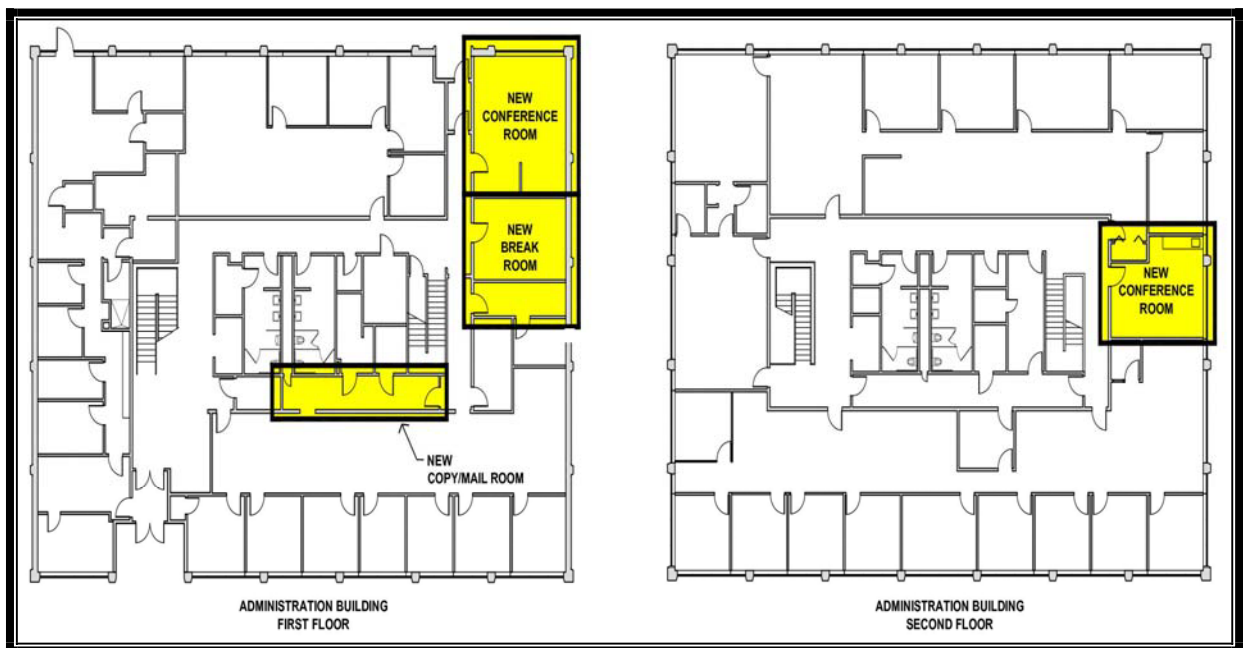 NEW
CONFERENCE
ROOM
NEW
BREAK
ROOM
NEW
COPY/MAIL ROOM
ADMINISTRATION BUILDING
FIRST FLOOR
NEW
CONFERENCE
ROOM
ADMINISTRATION BUILDING
SECOND FLOOR